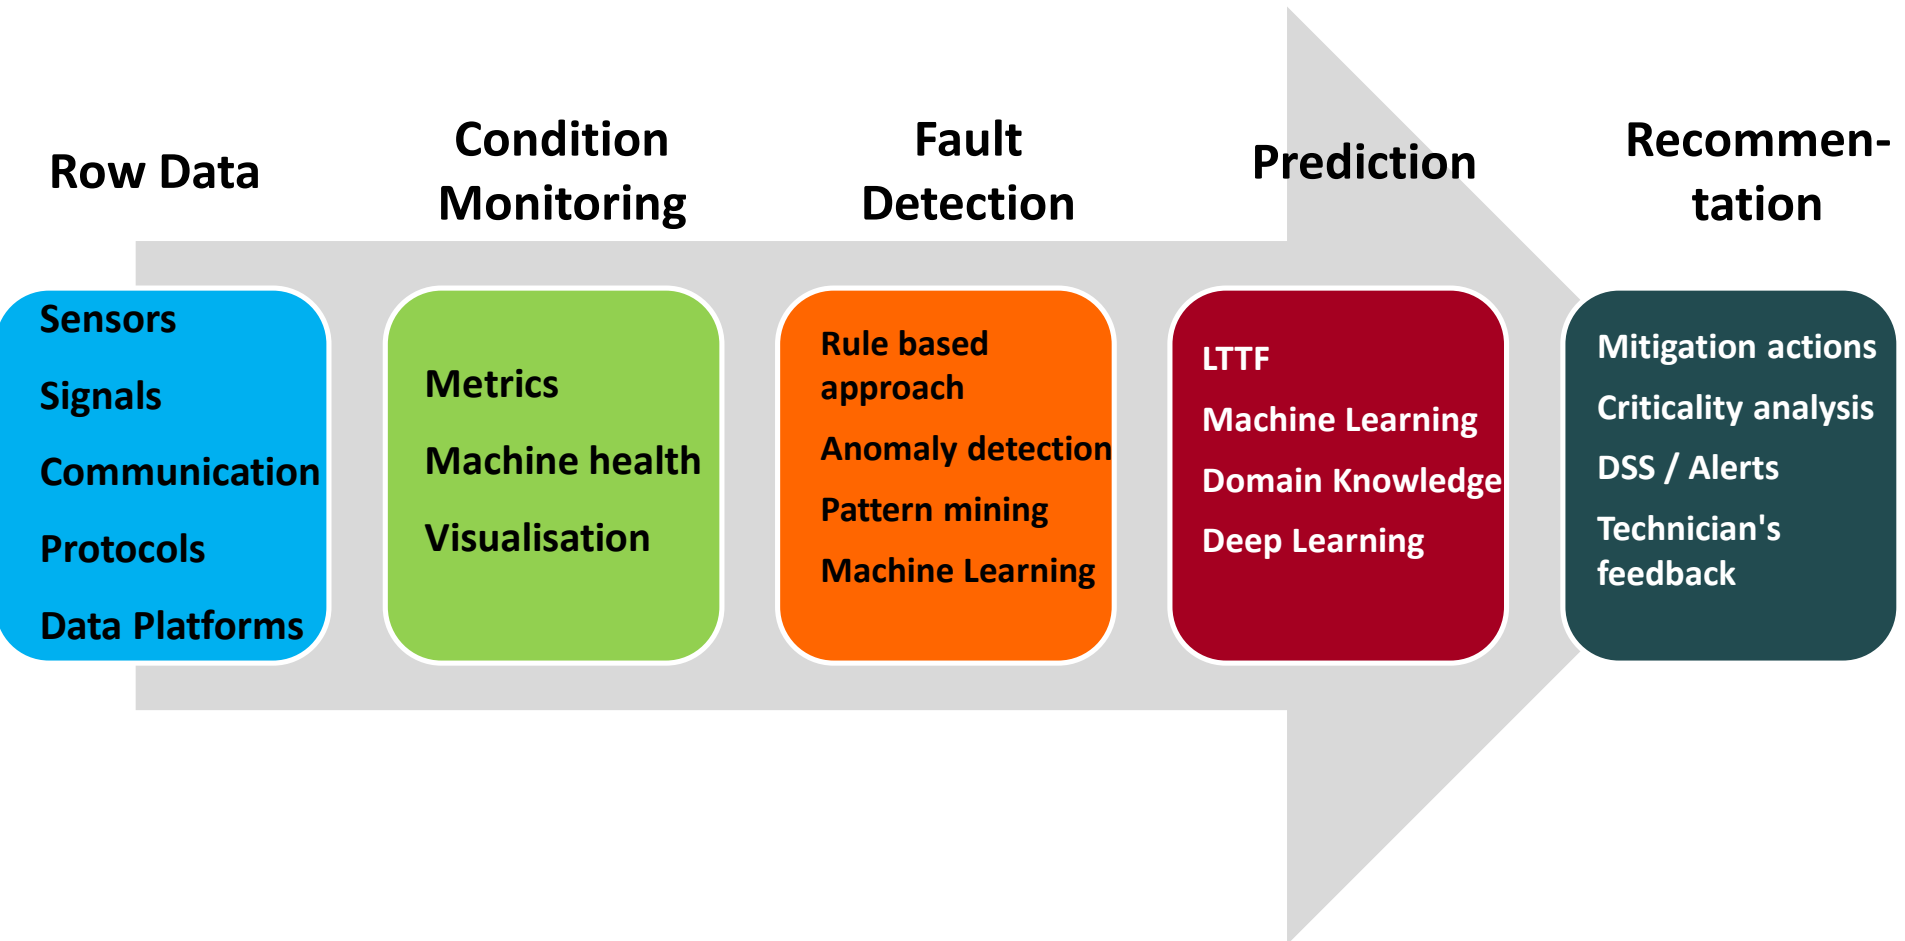 Row Data
Condition
Monitoring
Fault
Detection
Prediction
Recommen-
tation
Sensors
Signals
Communication
Protocols
Data Platforms
Metrics
Machine health
Visualisation
Rule based
approach
Anomaly detection
Pattern mining
Machine Learning
LTTF
Machine Learning
Domain Knowledge
Deep Learning
Mitigation actions
Criticality analysis
DSS / Alerts
Technician's
feedback